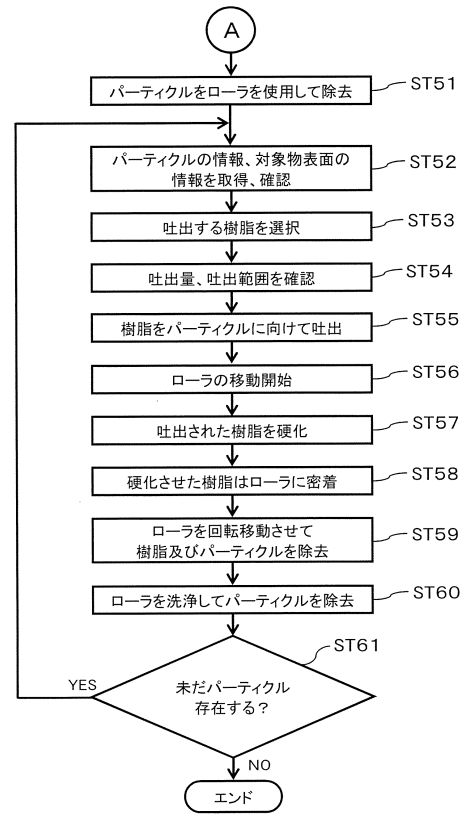 A
パーティクルをローラを使用して除去
ST51
パーティクルの情報、対象物表面の
情報を取得、確認
ST52
吐出する樹脂を選択
ST53
吐出量、吐出範囲を確認
ST54
樹脂をパーティクルに向けて吐出
ST55
ローラの移動開始
ST56
吐出された樹脂を硬化
ST57
硬化させた樹脂はローラに密着
ST58
ローラを回転移動させて
樹脂及びパーティクルを除去
ST59
ローラを洗浄してパーティクルを除去
ST60
未だパーティクル
存在する？
ST61
YES
NO
エンド